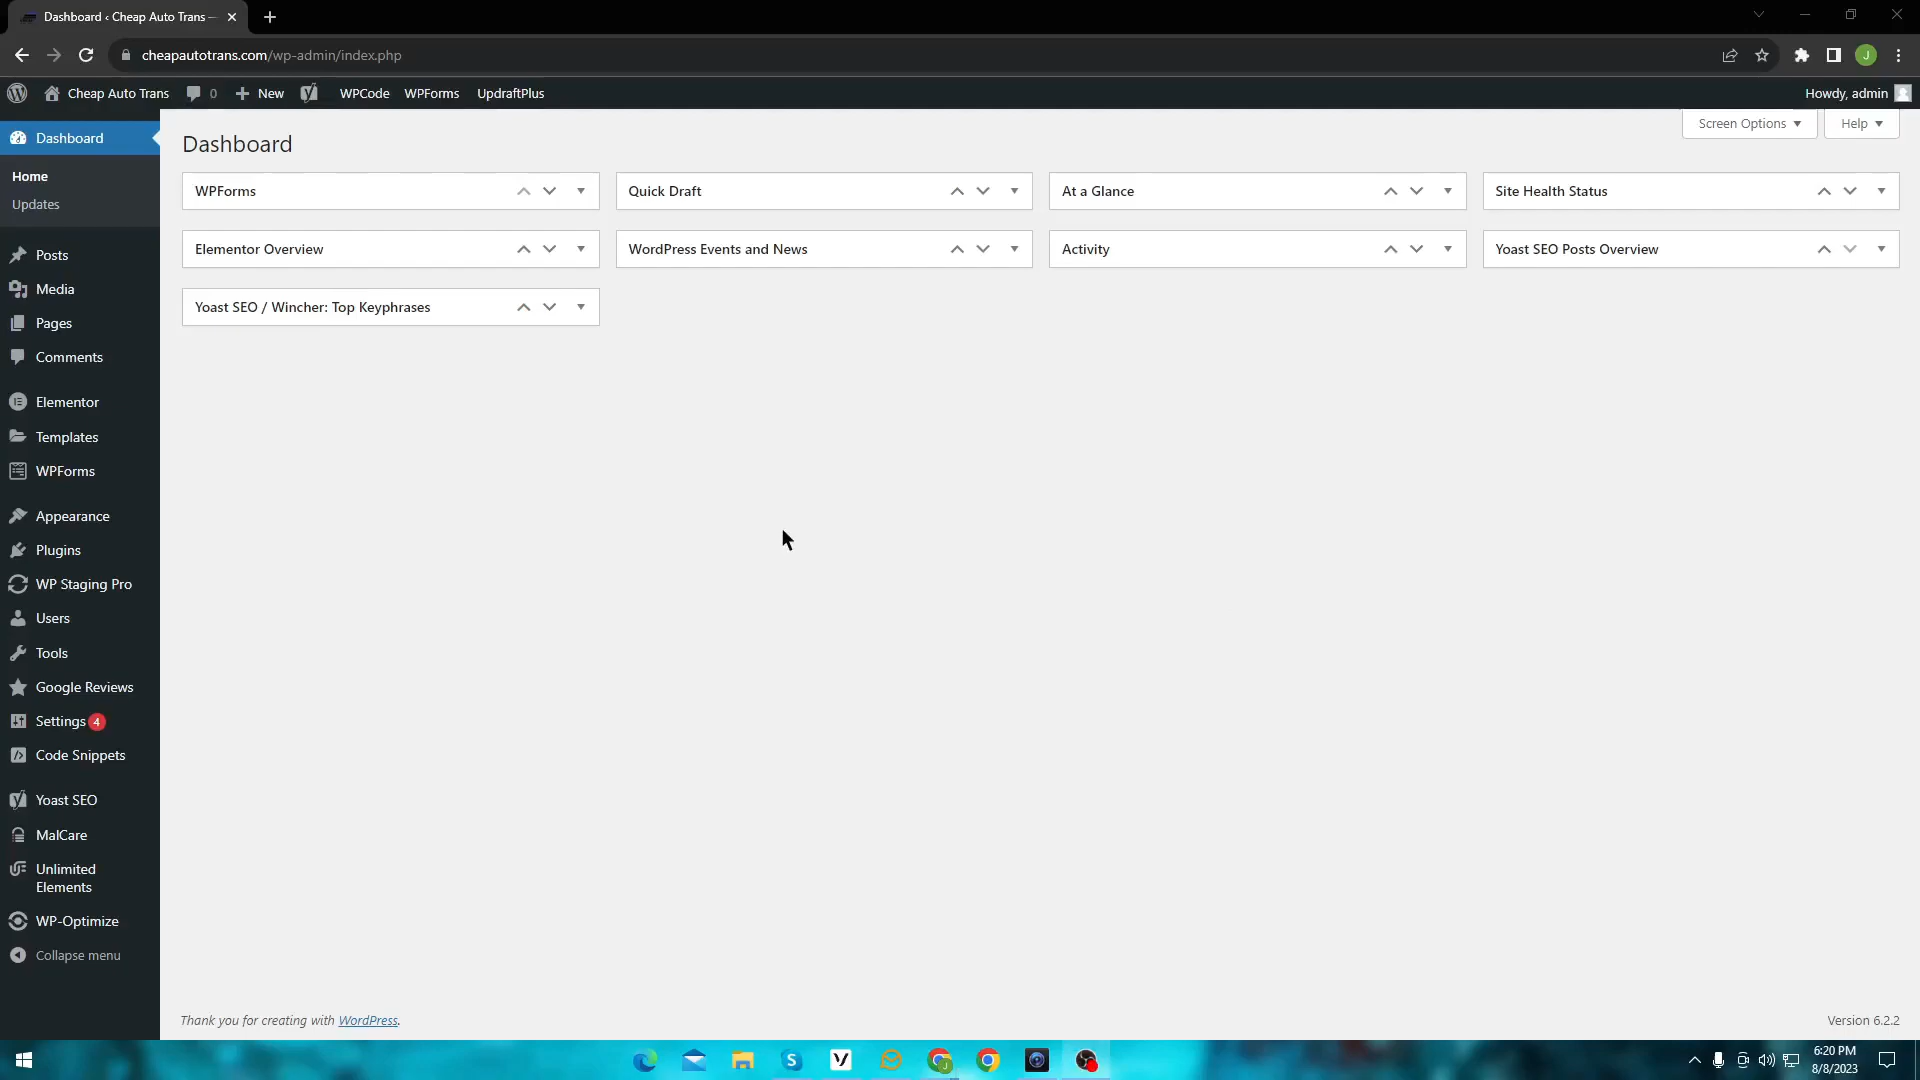 Dashboard ‹ Cheap Auto Trans —
cheapautotrans.com/wp-admin/index.php
J
Cheap Auto Trans
0
New
WPCode
WPForms
UpdraftPlus
Howdy, admin
Dashboard
Home
Updates
Posts
Media
Pages
Comments
Elementor
Templates
WPForms
Appearance
Plugins
WP Staging Pro
Users
Tools
Google Reviews
Settings 4
Code Snippets
Yoast SEO
MalCare
Unlimited
Elements
WP-Optimize
Collapse menu
Screen Options
Help
Dashboard
WPForms
Quick Draft
At a Glance
Site Health Status
Elementor Overview
WordPress Events and News
Activity
Yoast SEO Posts Overview
Yoast SEO / Wincher: Top Keyphrases
Thank you for creating with WordPress.
Version 6.2.2
6:20 PM
8/8/2023